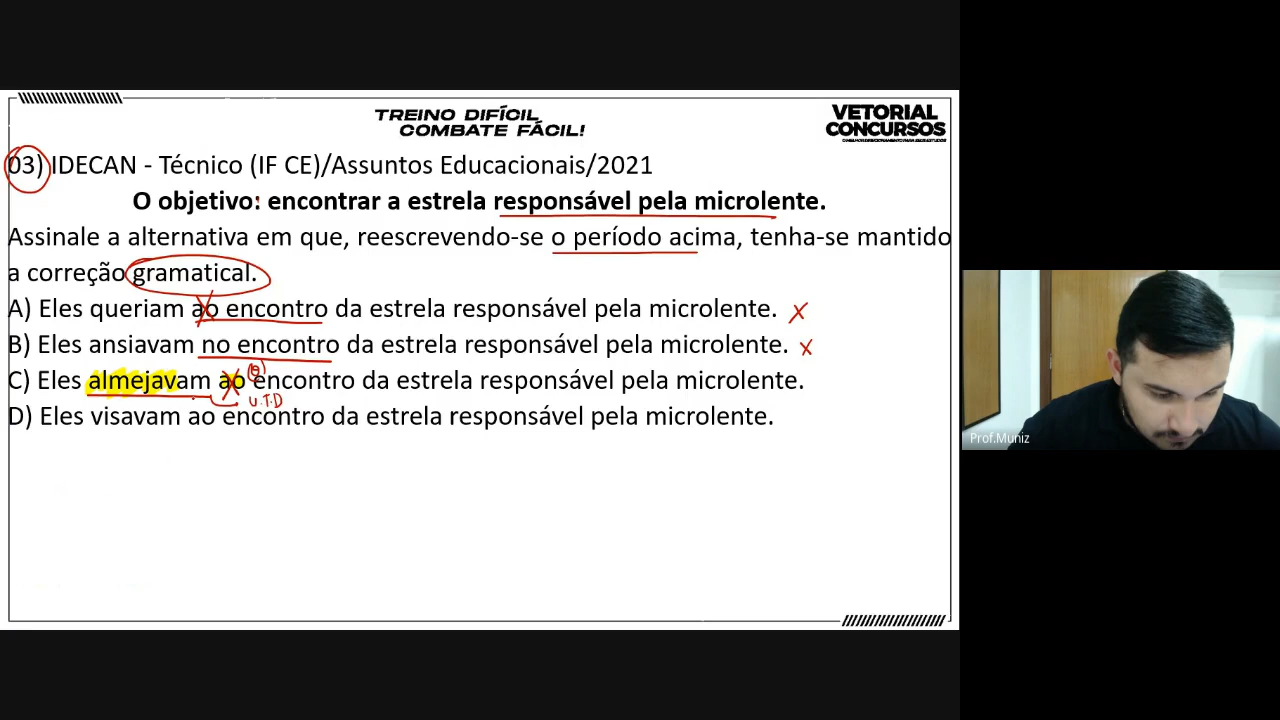 TREINO DIFÍCIL
COMBATE FÁCIL!
VETORIAL
CONCURSOS
03) IDECAN - Técnico (IF CE)/Assuntos Educacionais/2021
O objetivo: encontrar a estrela responsável pela microlente.
Assinale a alternativa em que, reescrevendo-se o período acima, tenha-se mantido
a correção gramatical.
A) Eles queriam ao encontro da estrela responsável pela microlente. X
B) Eles ansiavam no encontro da estrela responsável pela microlente. X
C) Eles almejavam ao encontro da estrela responsável pela microlente.
V.T.D
D) Eles visavam ao encontro da estrela responsável pela microlente.
Prof.Muniz